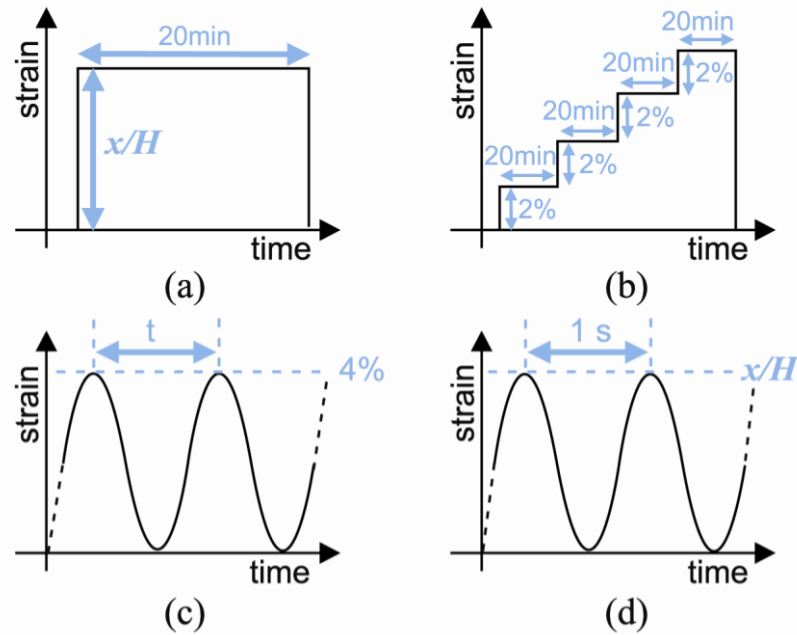 strain
20min
x/H
time
(a)
strain
20min
2%
20min
2%
20min
2%
20min
2%
time
(b)
strain
t
4%
time
(c)
strain
1 s
x/H
time
(d)